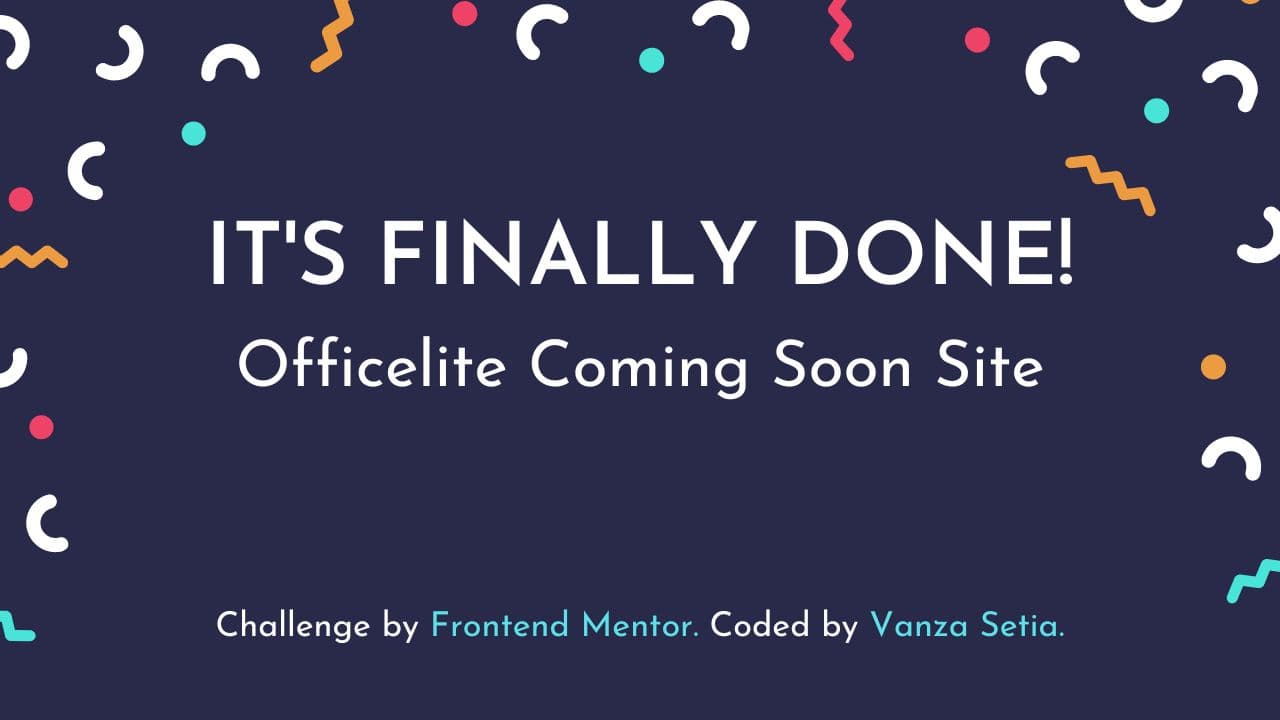 IT'S FINALLY DONE!
Officelite Coming Soon Site
Challenge by Frontend Mentor. Coded by Vanza Setia.